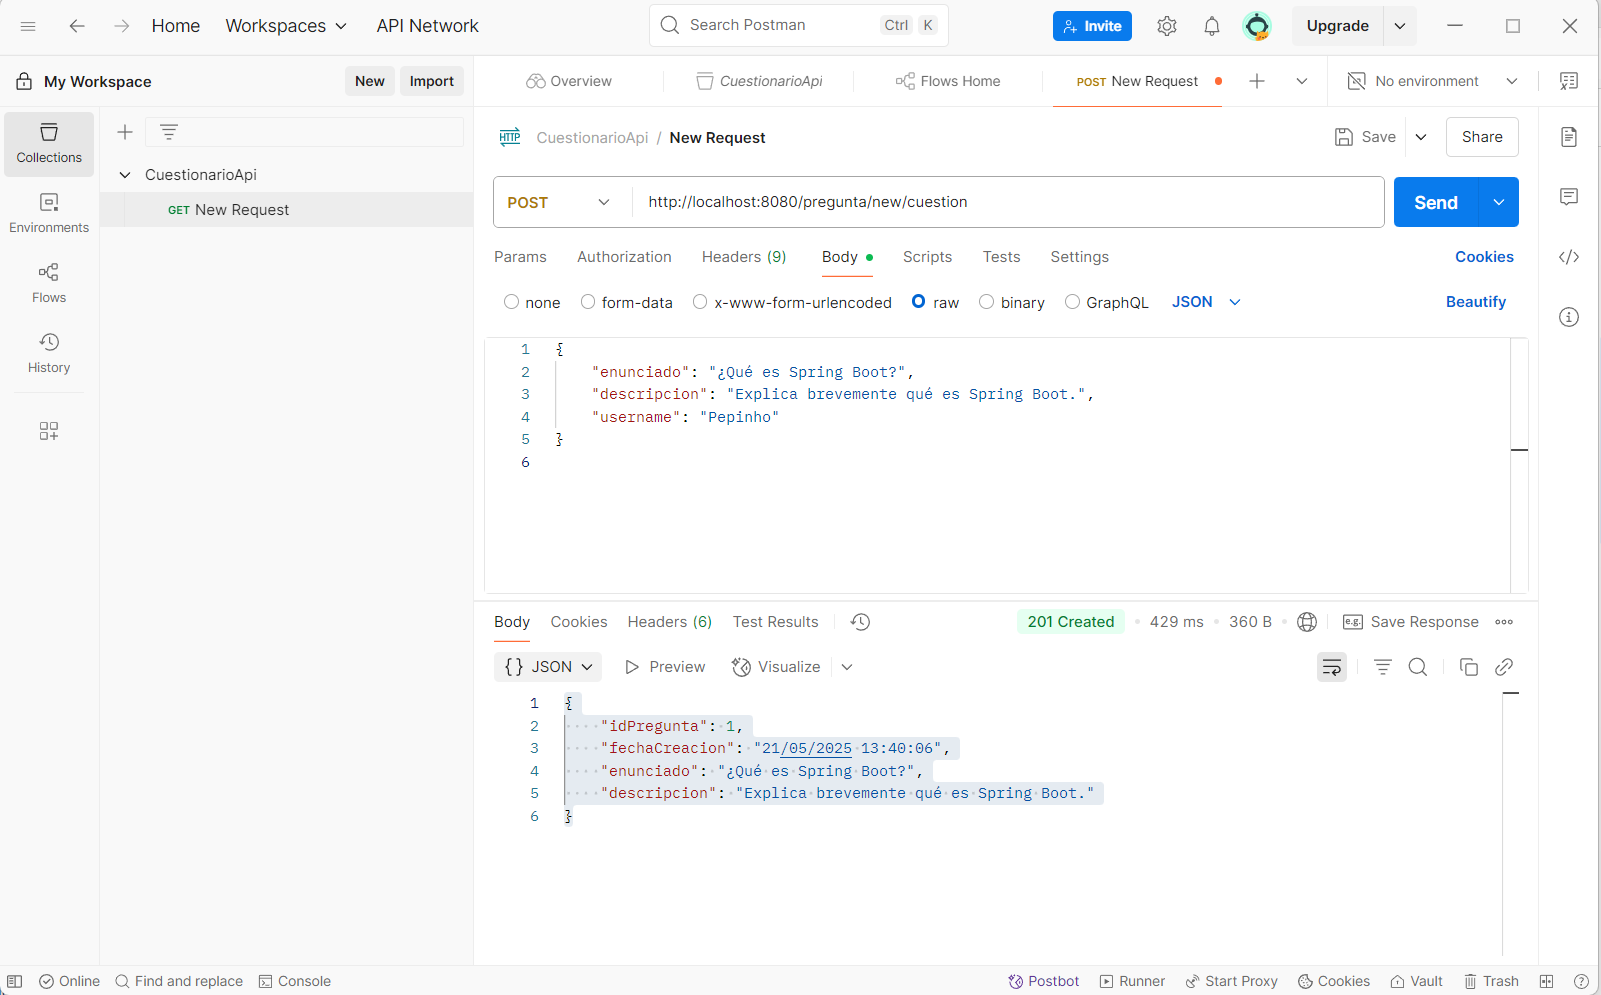 Home Workspaces API Network Search Postman Ctrl K Invite Upgrade
My Workspace New Import Overview CuestionarioApi Flows Home POST New Request No environment
Collections
Environments
Flows
History
CuestionarioApi
GET New Request
HTTP CuestionarioApi / New Request Save Share
POST http://localhost:8080/pregunta/new/cuestion Send
Params Authorization Headers (9) Body Scripts Tests Settings Cookies
none form-data x-www-form-urlencoded raw binary GraphQL JSON Beautify
1 {
2 "enunciado": "¿Qué es Spring Boot?",
3 "descripcion": "Explica brevemente qué es Spring Boot.",
4 "username": "Pepinho"
5 }
6
Body Cookies Headers (6) Test Results 201 Created • 429 ms • 360 B e.g. Save Response
{} JSON Preview Visualize
1 {
2 "idPregunta": 1,
3 "fechaCreacion": "21/05/2025 13:40:06",
4 "enunciado": "¿Qué es Spring Boot?",
5 "descripcion": "Explica brevemente qué es Spring Boot."
6 }
Online Find and replace Console Postbot Runner Start Proxy Cookies Vault Trash